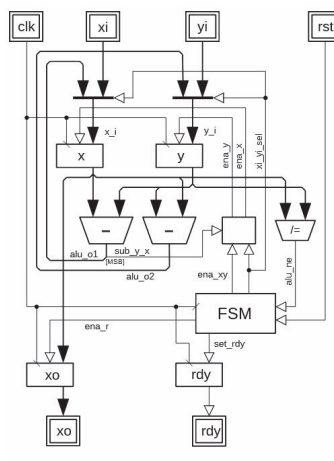 clk xi yi rst
x_i y_i ena_y ena_x xi_yi_sel
x y
- - /=
alu_o1 sub_y_x
[MSB]
alu_o2 ena_xy alu_ne
FSM
ena_r set_rdy
xo rdy
xo rdy